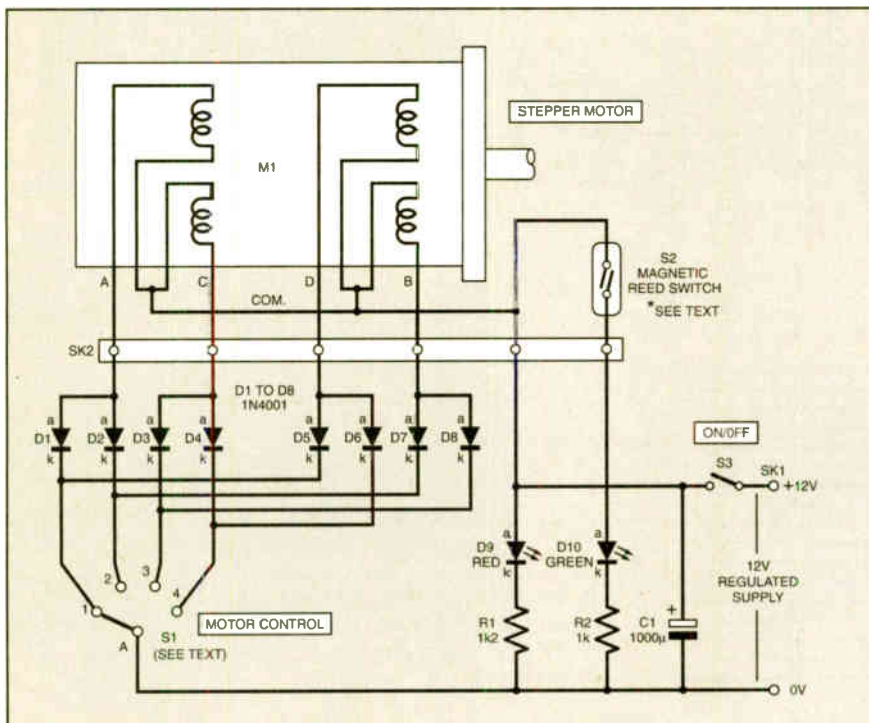 STEPPER MOTOR
M1
A
C
D
B
COM.
S2
MAGNETIC
REED SWITCH
*SEE TEXT
SK2
D1 TO D8
1N4001
a
a
a
a
a
a
a
a
D1
D2
D3
D4
D5
D6
D7
D8
k
k
k
k
k
k
k
k
ON/OFF
S3
SK1
+12V
a
D9
RED
k
a
D10
GREEN
k
12V
REGULATED
SUPPLY
1
2
3
4
A
S1
(SEE TEXT)
MOTOR CONTROL
R1
1k2
R2
1k
+
C1
1000μ
0V